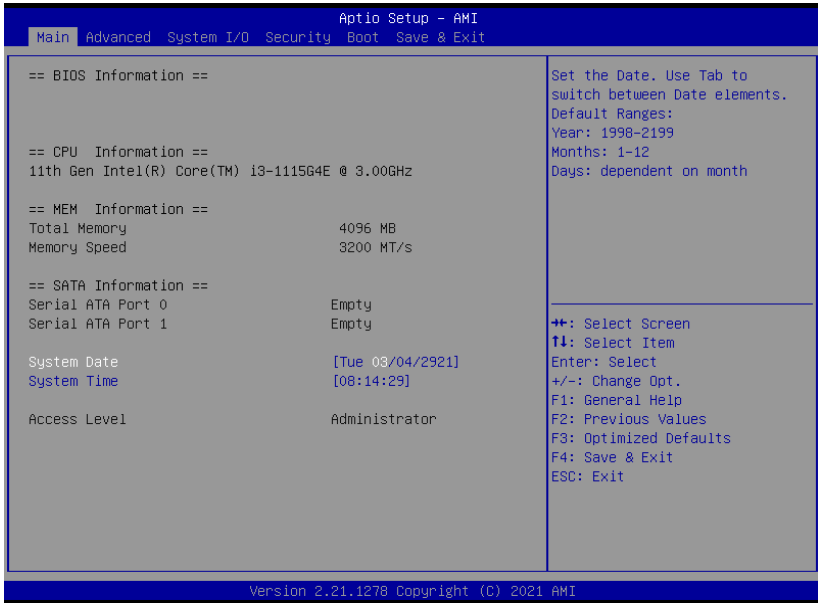 Aptio Setup – AMI
Main Advanced System I/O Security Boot Save & Exit
== BIOS Information ==
== CPU Information ==
11th Gen Intel(R) Core(TM) i3-1115G4E @ 3.00GHz
== MEM Information ==
Total Memory 4096 MB
Memory Speed 3200 MT/s
== SATA Information ==
Serial ATA Port 0 Empty
Serial ATA Port 1 Empty
System Date [Tue 03/04/2921]
System Time [08:14:29]
Access Level Administrator
Set the Date. Use Tab to
switch between Date elements.
Default Ranges:
Year: 1998-2199
Months: 1-12
Days: dependent on month
→←: Select Screen
↑↓: Select Item
Enter: Select
+/-: Change Opt.
F1: General Help
F2: Previous Values
F3: Optimized Defaults
F4: Save & Exit
ESC: Exit
Version 2.21.1278 Copyright (C) 2021 AMI